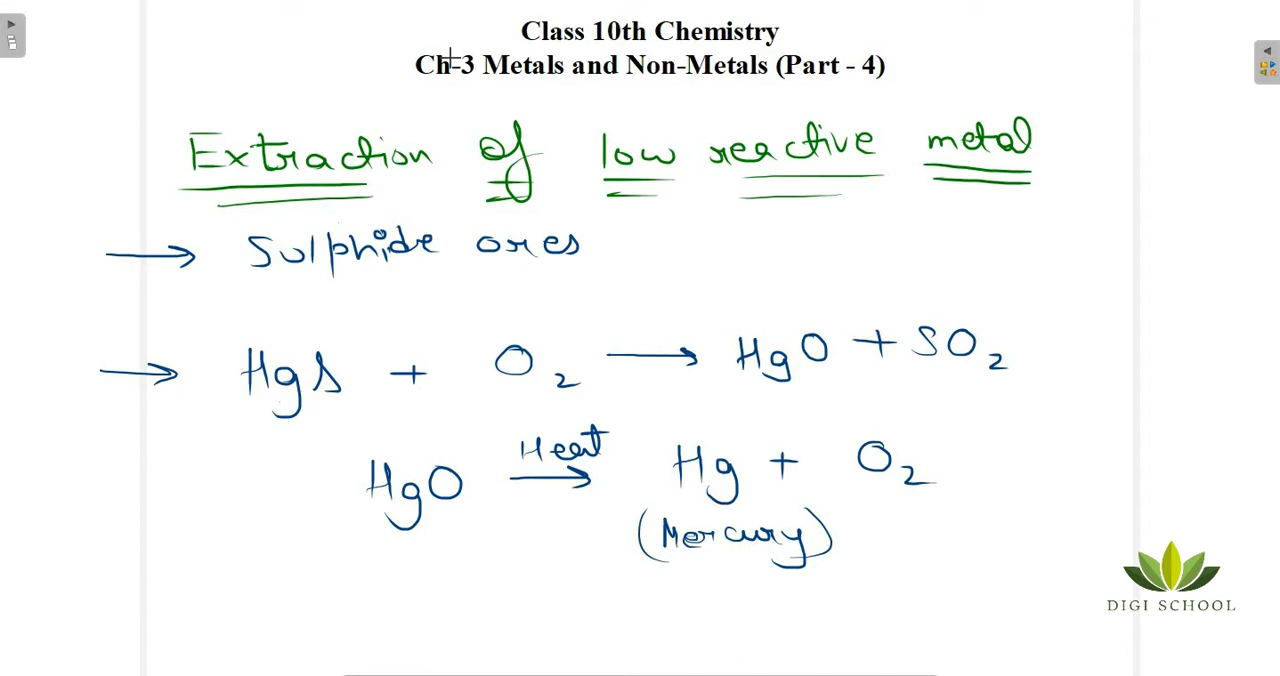 Class 10th Chemistry
Ch-3 Metals and Non-Metals (Part - 4)
Extraction of low reactive metal
→ Sulphide ores
→ HgS + O₂ → HgO + SO₂
Heat
HgO → Hg + O₂
(Mercury)
DIGI SCHOOL